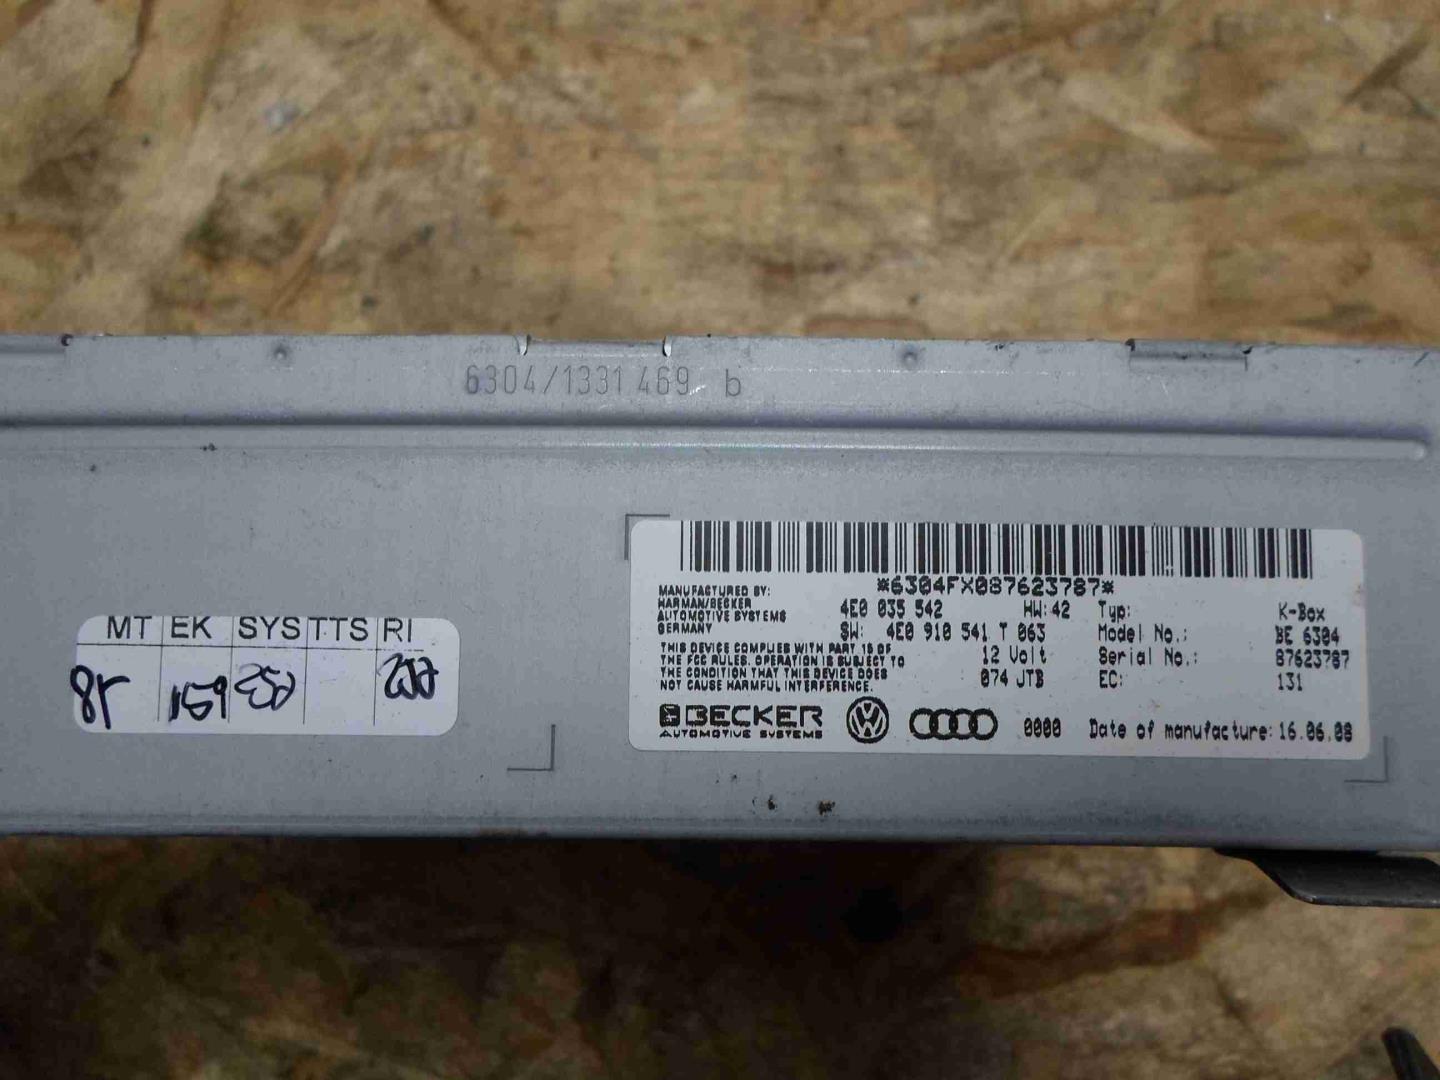 6304/1331 469 b
MT EK SYS TTS RI
159
*6304FX087623787*
MANUFACTURED BY:
HARMAN/BECKER
AUTOMOTIVE SYSTEMS
GERMANY
4E0 035 542 HW: 42
SW: 4E0 910 541 T 063
12 Volt
074 JTB
THIS DEVICE COMPLIES WITH PART 15 OF
THE FCC RULES. OPERATION IS SUBJECT TO
THE CONDITION THAT THIS DEVICE DOES
NOT CAUSE HARMFUL INTERFERENCE.
Typ: K-Box
Model No.: BE 6304
Serial No.: 87623787
EC: 131
BECKER
AUTOMOTIVE SYSTEMS
0000 Date of manufacture: 16.06.08